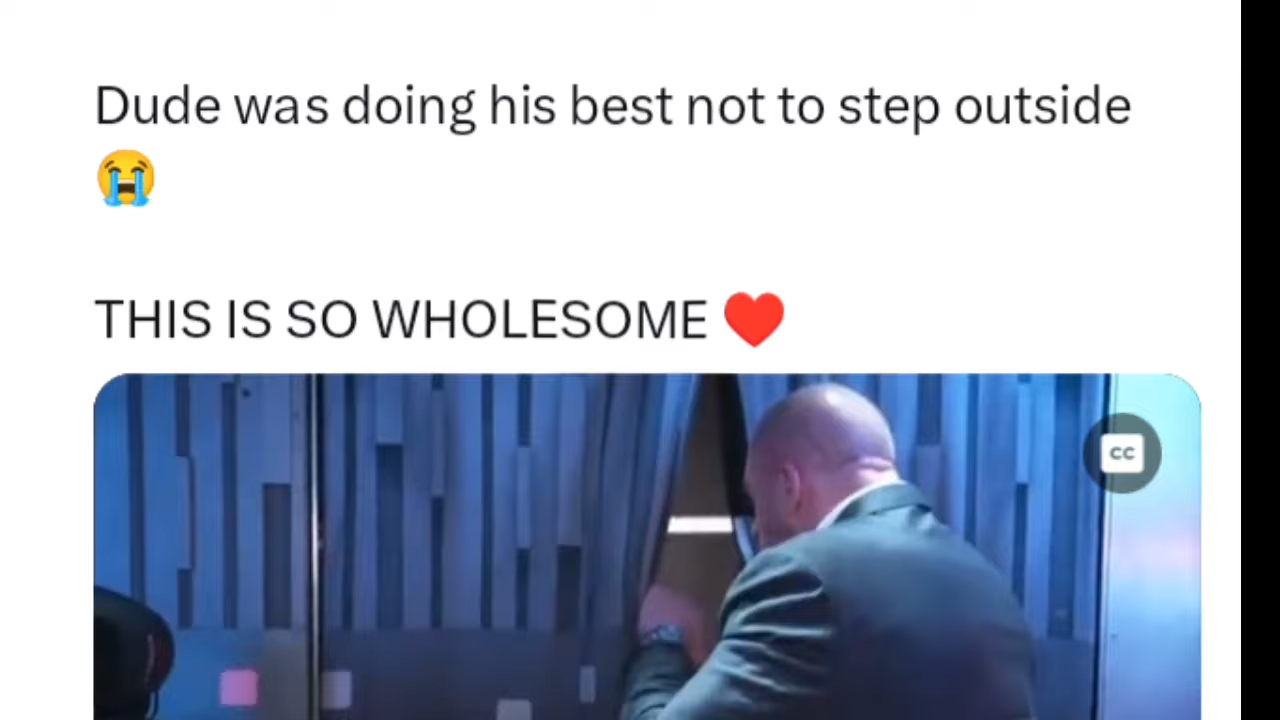 Dude was doing his best not to step outside
😭
THIS IS SO WHOLESOME ❤️
CC